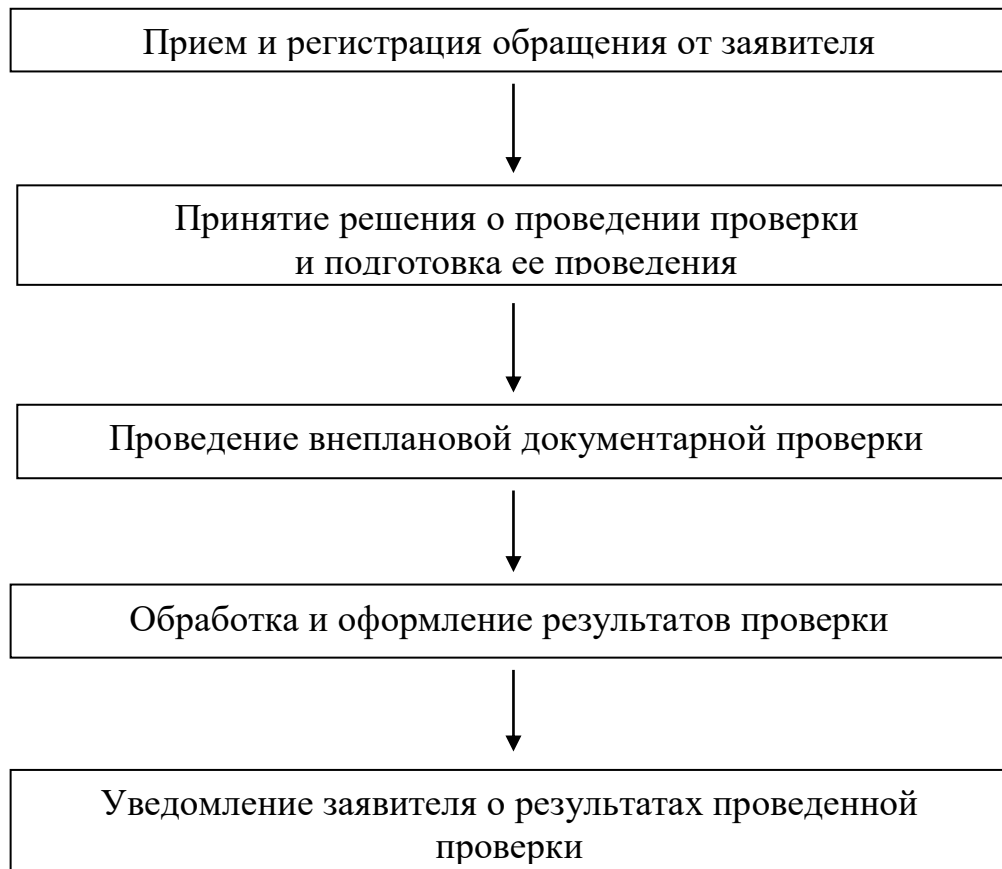 Прием и регистрация обращения от заявителя
Принятие решения о проведении проверки
и подготовка ее проведения
Проведение внеплановой документарной проверки
Обработка и оформление результатов проверки
Уведомление заявителя о результатах проведенной
проверки